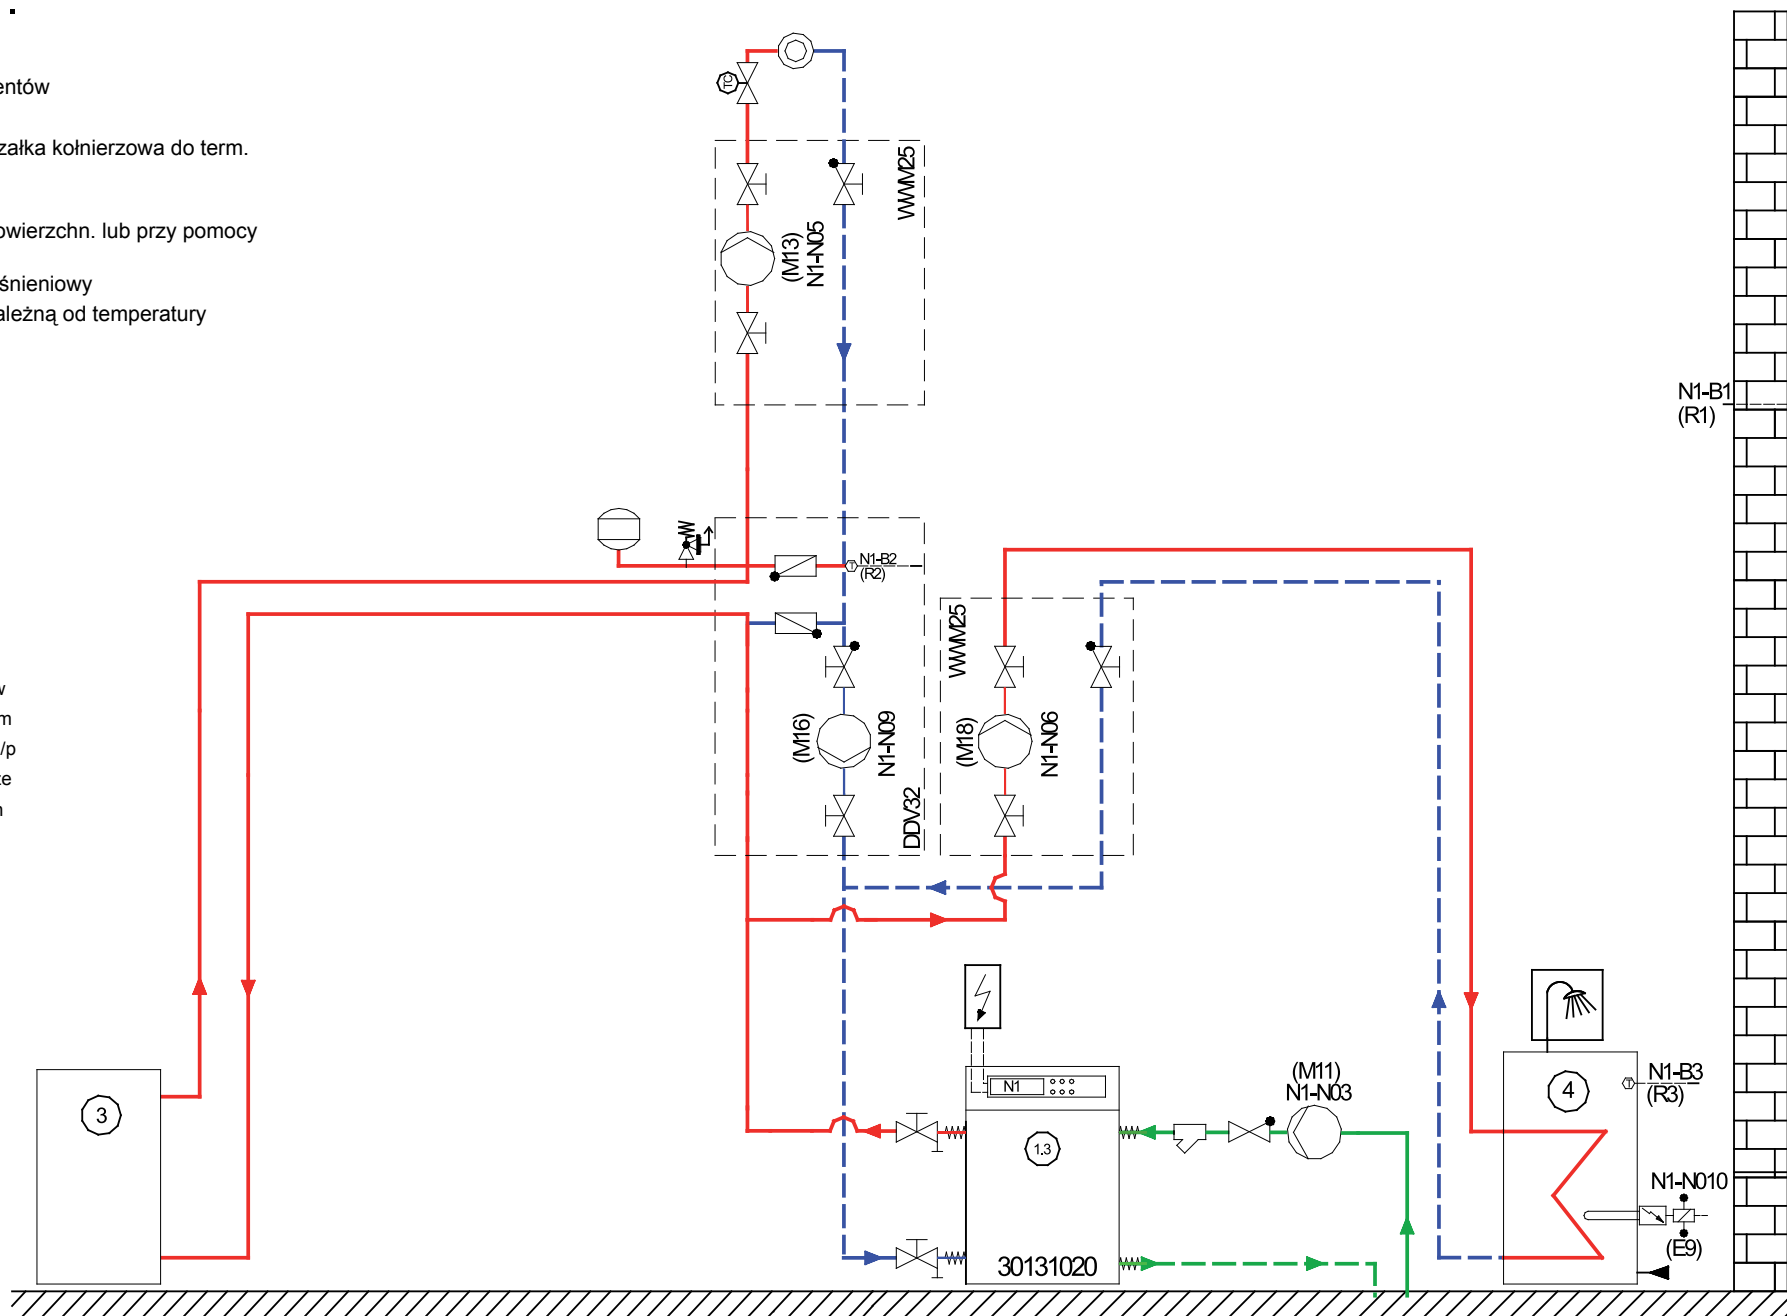 entów
załka kołnierzowa do term.
owierzchn. lub przy pomocy
śnieniowy
ależną od temperatury
w
m
/p
te
n
TC
WWM25
(M13)
N1-N05
N1-B1
(R1)
N1-B2
(R2)
T
WWM25
(M16)
N1-N09
(M18)
N1-N06
DDV32
N1
(M11)
N1-N03
3
1.3
4
T
N1-B3
(R3)
N1-N010
(E9)
30131020